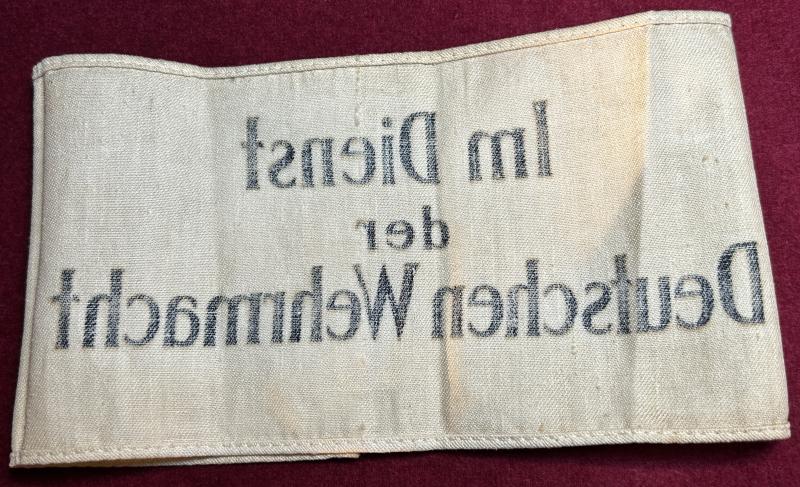 Im Dienst
der
Deutschen Wehrmacht